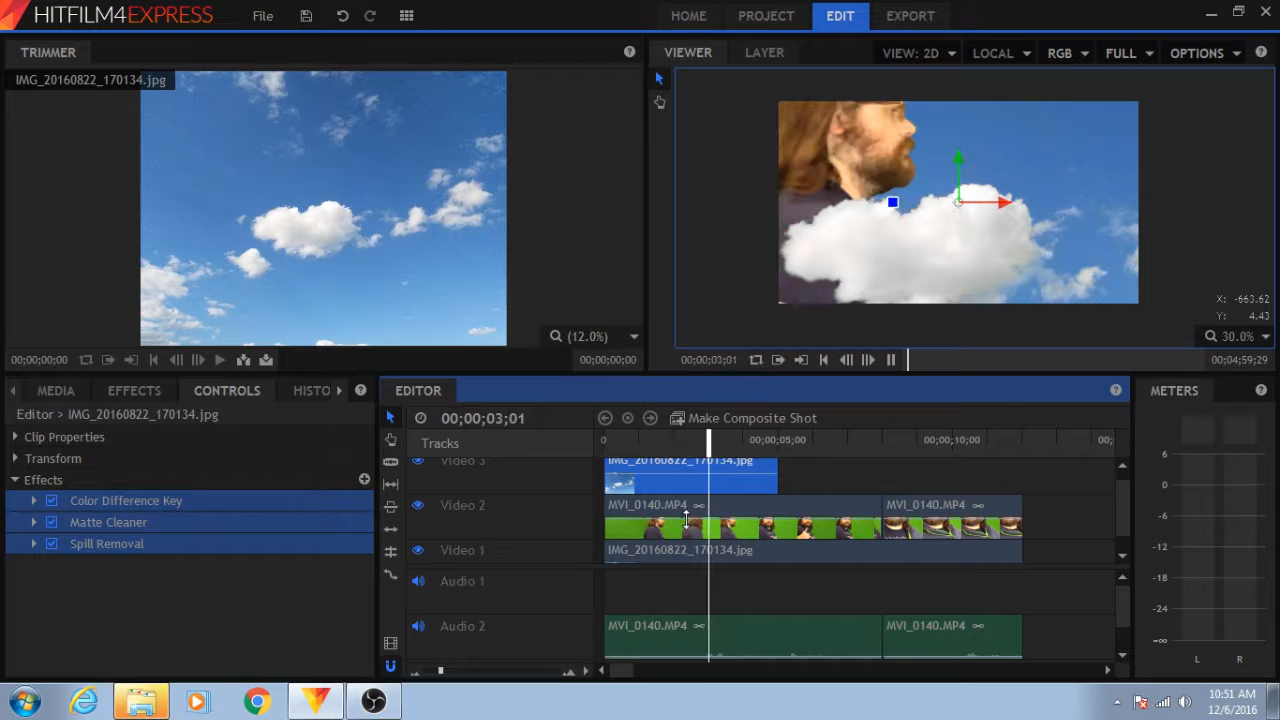 HITFILM4EXPRESS File HOME PROJECT EDIT EXPORT
TRIMMER
IMG_20160822_170134.jpg
(12.0%)
00;00;00;00 00;00;00;00
VIEWER LAYER VIEW: 2D LOCAL RGB FULL OPTIONS
X: -663.62
Y: 4.43
30.0%
00;00;03;01 00;04;59;29
MEDIA EFFECTS CONTROLS HISTO
Editor > IMG_20160822_170134.jpg
Clip Properties
Transform
Effects
Color Difference Key
Matte Cleaner
Spill Removal
EDITOR
00;00;03;01 Make Composite Shot
Tracks 0 00;00;05;00 00;00;10;00 00;
Video 3 IMG_20160822_170134.jpg
Video 2 MVI_0140.MP4 MVI_0140.MP4
Video 1 IMG_20160822_170134.jpg
Audio 1
Audio 2 MVI_0140.MP4 MVI_0140.MP4
METERS
6
0
-6
-12
-18
-24
-∞
L R
10:51 AM
12/6/2016